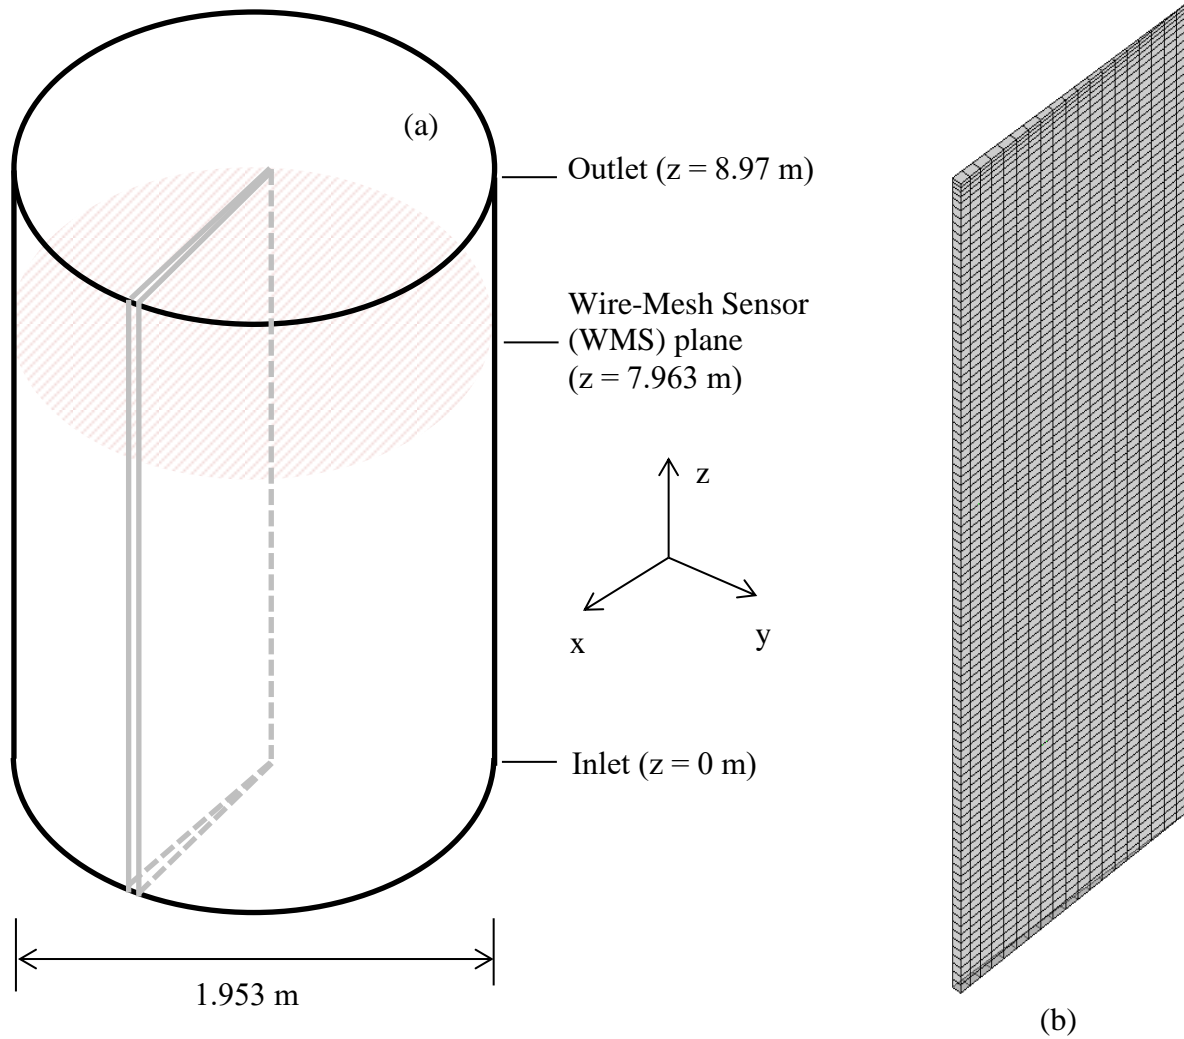 (a)
Outlet (z = 8.97 m)
Wire-Mesh Sensor
(WMS) plane
(z = 7.963 m)
z
x
y
Inlet (z = 0 m)
1.953 m
(b)